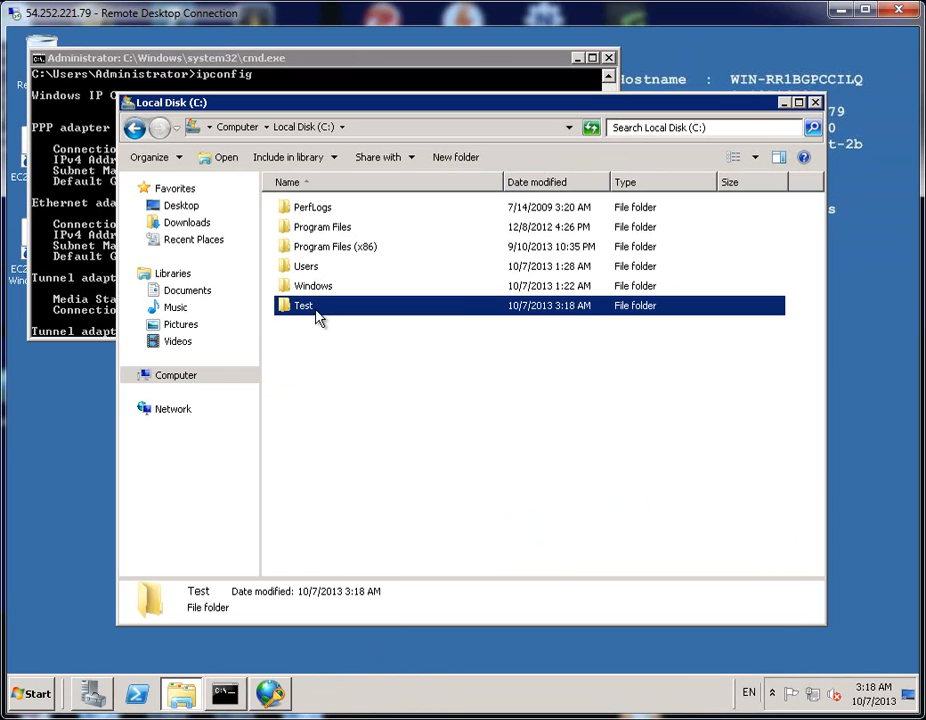 54.252.221.79 - Remote Desktop Connection
Administrator: C:\Windows\system32\cmd.exe
C:\Users\Administrator>ipconfig
Hostname : WIN-RR1BGPCCILQ
Windows IP
79
PPP adapter
0
t-2b
Connectio
IPv4 Addr
Subnet Ma
Default G
Ethernet adap
s
Connectio
IPv4 Addr
Subnet Ma
Default G
Tunnel adapt
Media Sta
Connectio
Tunnel adapt
Re
EC2
EC2
Wind
Local Disk (C:)
Computer
Local Disk (C:)
Search Local Disk (C:)
Organize
Open
Include in library
Share with
New folder
Favorites
Desktop
Downloads
Recent Places
Libraries
Documents
Music
Pictures
Videos
Computer
Network
Name Date modified Type Size
PerfLogs 7/14/2009 3:20 AM File folder
Program Files 12/8/2012 4:26 PM File folder
Program Files (x86) 9/10/2013 10:35 PM File folder
Users 10/7/2013 1:28 AM File folder
Windows 10/7/2013 1:22 AM File folder
Test 10/7/2013 3:18 AM File folder
Test Date modified: 10/7/2013 3:18 AM
File folder
Start
EN
3:18 AM
10/7/2013